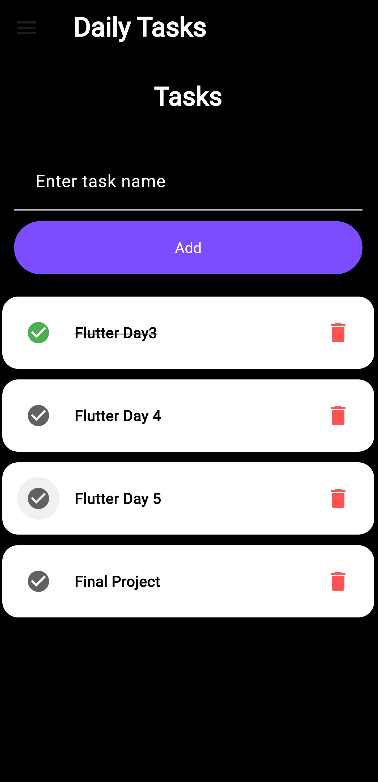 Daily Tasks
Tasks
Enter task name
Add
Flutter Day3
Flutter Day 4
Flutter Day 5
Final Project